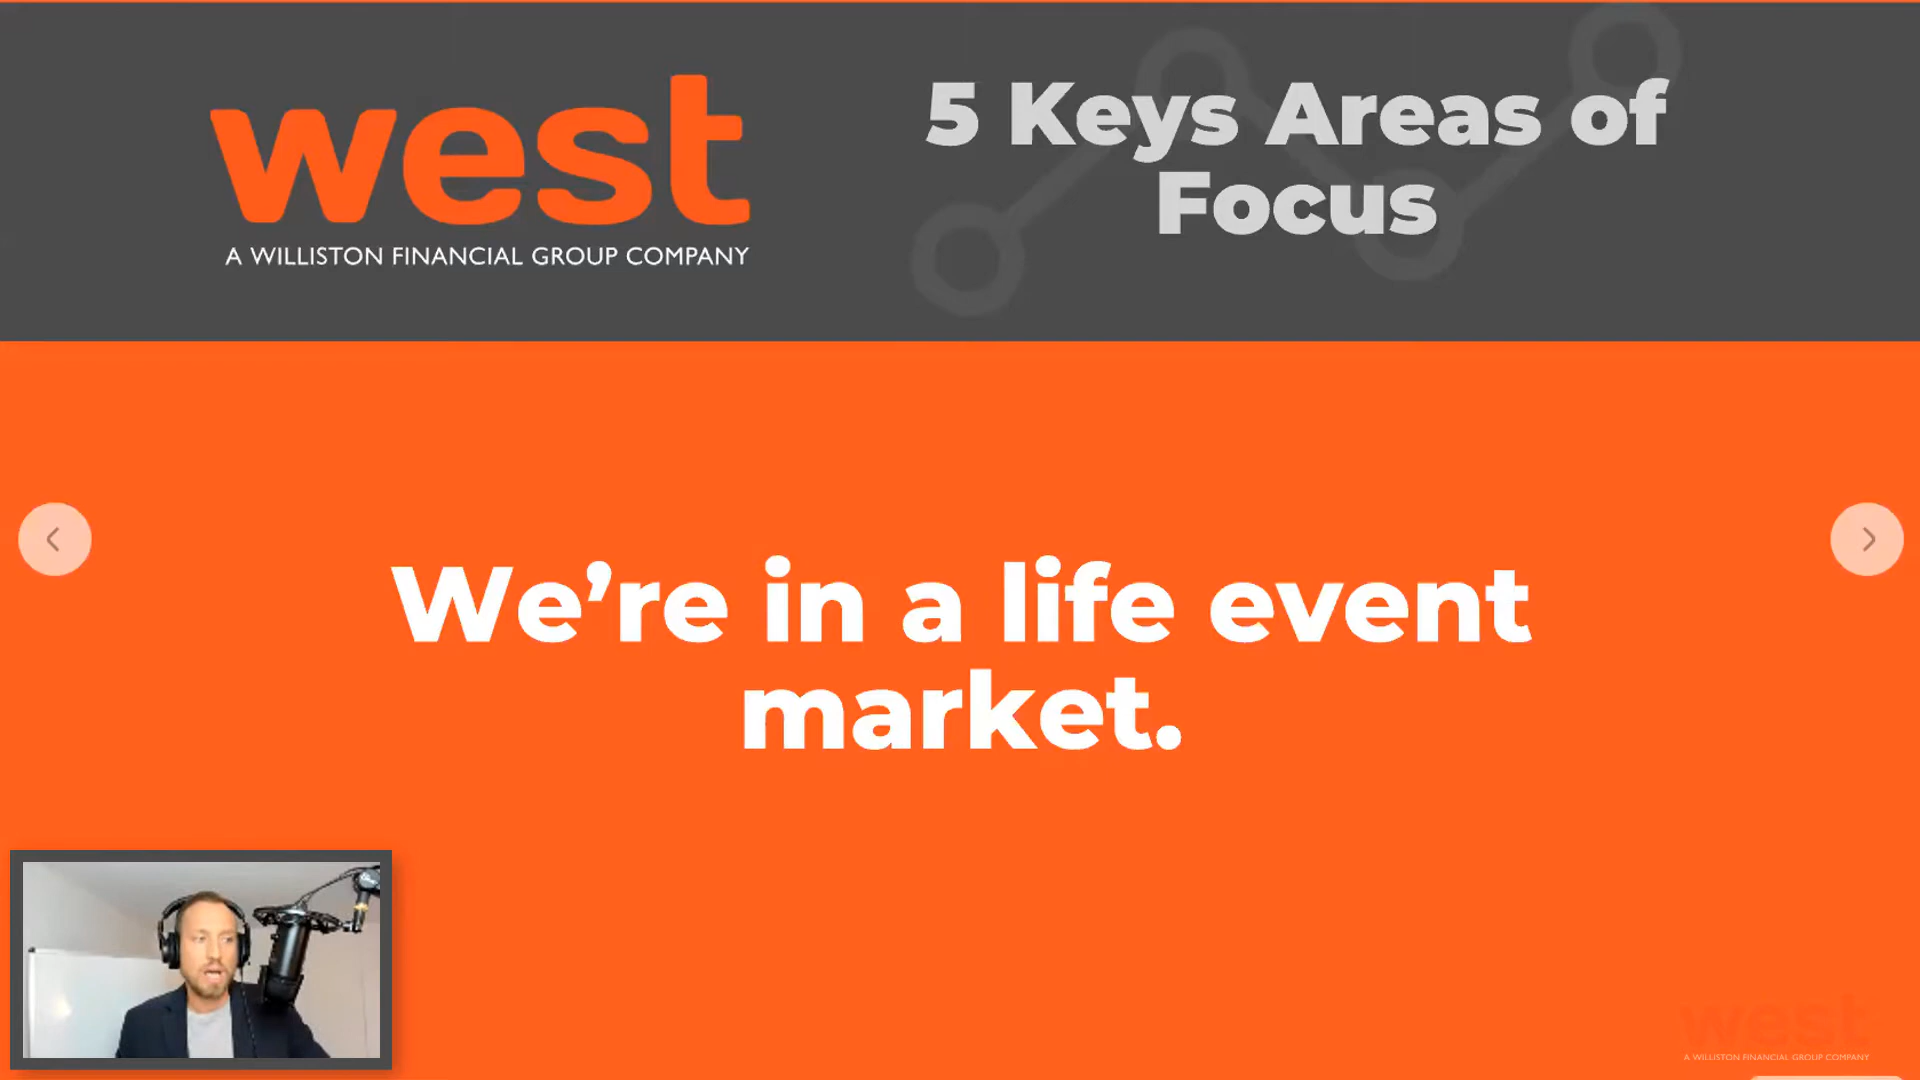 west
A WILLISTON FINANCIAL GROUP COMPANY
5 Keys Areas of
Focus
We’re in a life event
market.
west
A WILLISTON FINANCIAL GROUP COMPANY